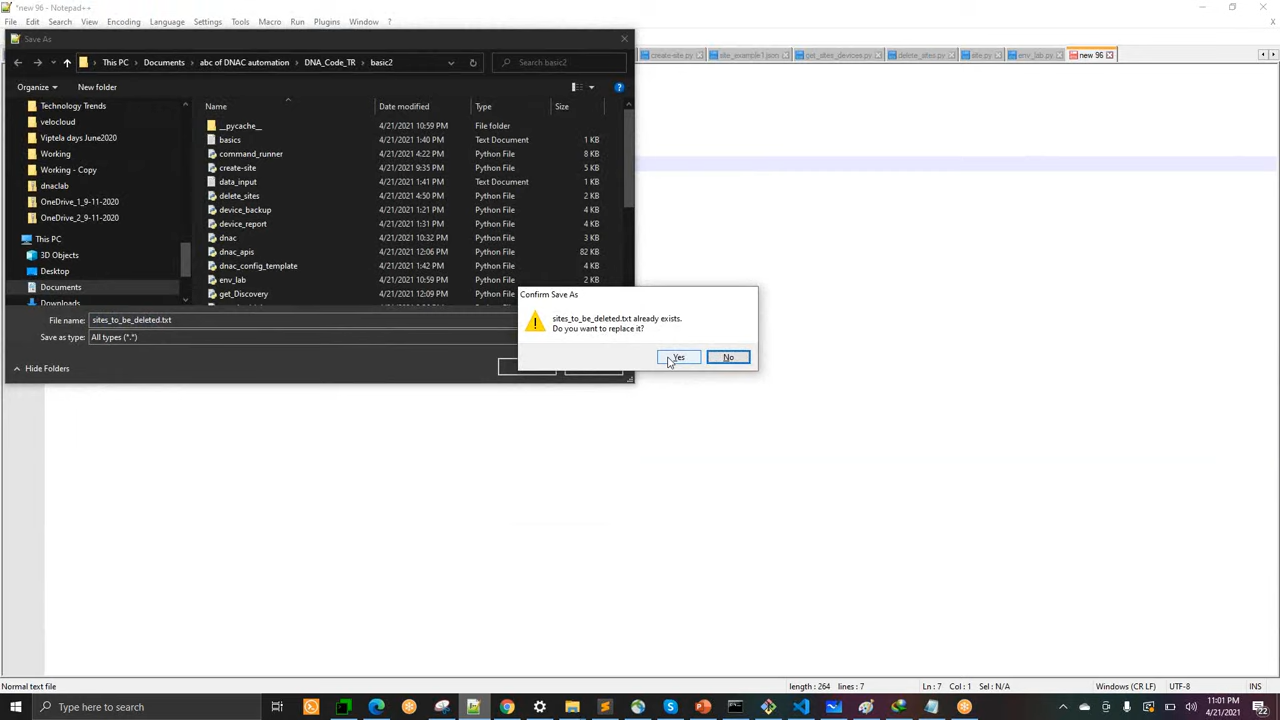 *new 96 - Notepad++
File Edit Search View Encoding Language Settings Tools Macro Run Plugins Window ?
Save As
create-site.py site_example1.json get_sites_devices.py delete_sites.py site.py env_lab.py new 96
This PC Documents abc of DNAC automation DNA_Code_Tr... basic2
Search basic2
Organize New folder
Name Date modified Type Size
Technology Trends
velocloud
Viptela days June2020
Working
Working - Copy
dnaclab
OneDrive_1_9-11-2020
OneDrive_2_9-11-2020
This PC
3D Objects
Desktop
Documents
Downloads
__pycache__ 4/21/2021 10:59 PM File folder
basics 4/21/2021 1:40 PM Text Document 1 KB
command_runner 4/21/2021 4:22 PM Python File 8 KB
create-site 4/21/2021 9:35 PM Python File 5 KB
data_input 4/21/2021 1:41 PM Text Document 1 KB
delete_sites 4/21/2021 4:50 PM Python File 2 KB
device_backup 4/21/2021 1:21 PM Python File 4 KB
device_report 4/21/2021 1:31 PM Python File 4 KB
dnac 4/21/2021 10:32 PM Python File 3 KB
dnac_apis 4/21/2021 12:06 PM Python File 82 KB
dnac_config_template 4/21/2021 1:42 PM Python File 4 KB
env_lab 4/21/2021 10:59 PM Python File 2 KB
get_Discovery 4/21/2021 12:09 PM Python File 4 KB
File name: sites_to_be_deleted.txt
Save as type: All types (*.*)
Hide Folders
Confirm Save As
sites_to_be_deleted.txt already exists.
Do you want to replace it?
Yes No
Normal text file length : 264 lines : 7 Ln : 7 Col : 1 Sel : N/A Windows (CR LF) UTF-8 INS
Type here to search
11:01 PM
4/21/2021